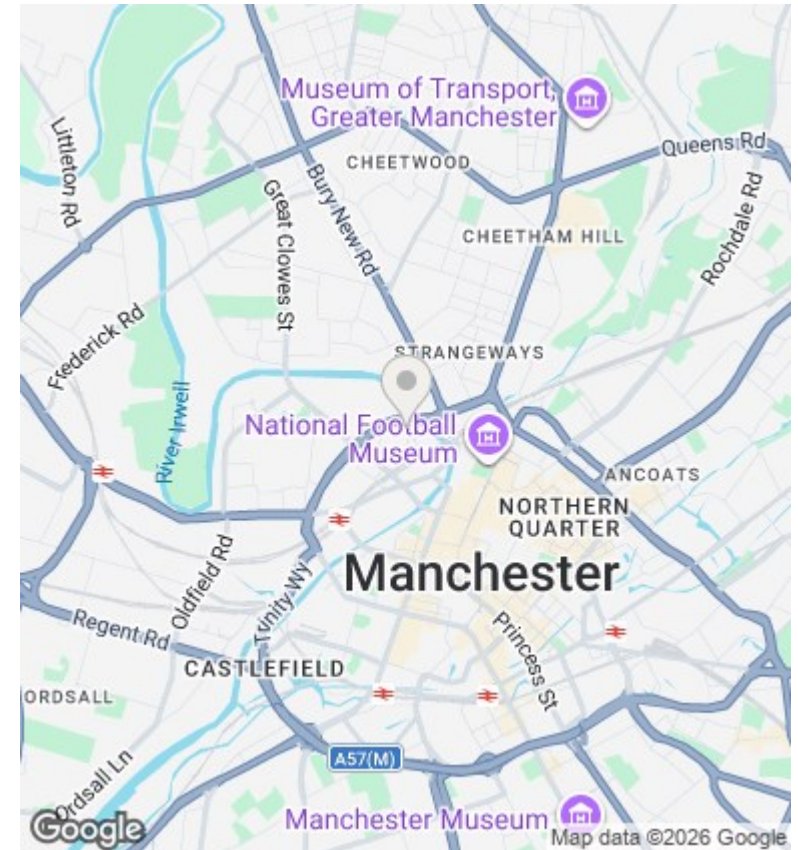 Museum of Transport,
Greater Manchester
Littleton Rd
CHEETWOOD
Queens Rd
Great Clowes St
Bury New Rd
Rochdale Rd
CHEETHAM HILL
Frederick Rd
STRANGEWAYS
National Football
Museum
River Irwell
ANCOATS
NORTHERN
QUARTER
Oldfield Rd
Manchester
Trinity Wy
Regent Rd
Princess St
CASTLEFIELD
ORDSALL
A57(M)
Ordsall Ln
Manchester Museum
Google
Map data ©2026 Google